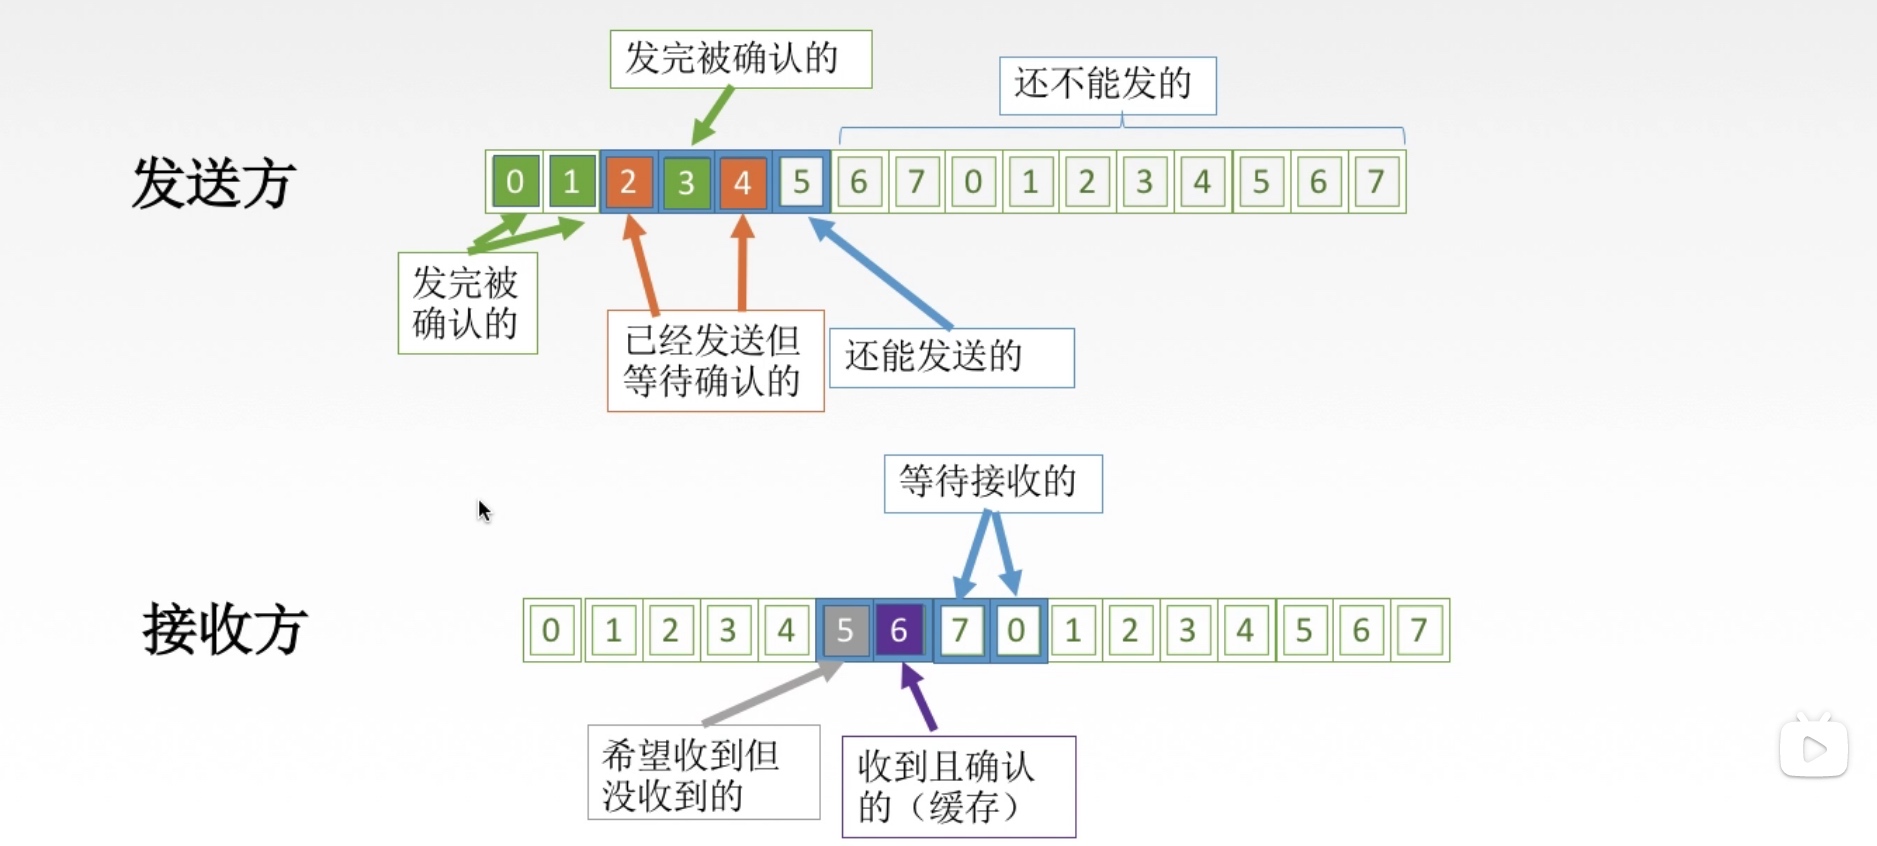 发完被确认的
还不能发的
发送方
0 1 2 3 4 5 6 7 0 1 2 3 4 5 6 7
发完被
确认的
已经发送但
等待确认的
还能发送的
等待接收的
接收方
0 1 2 3 4 5 6 7 0 1 2 3 4 5 6 7
希望收到但
没收到的
收到且确认
的（缓存）